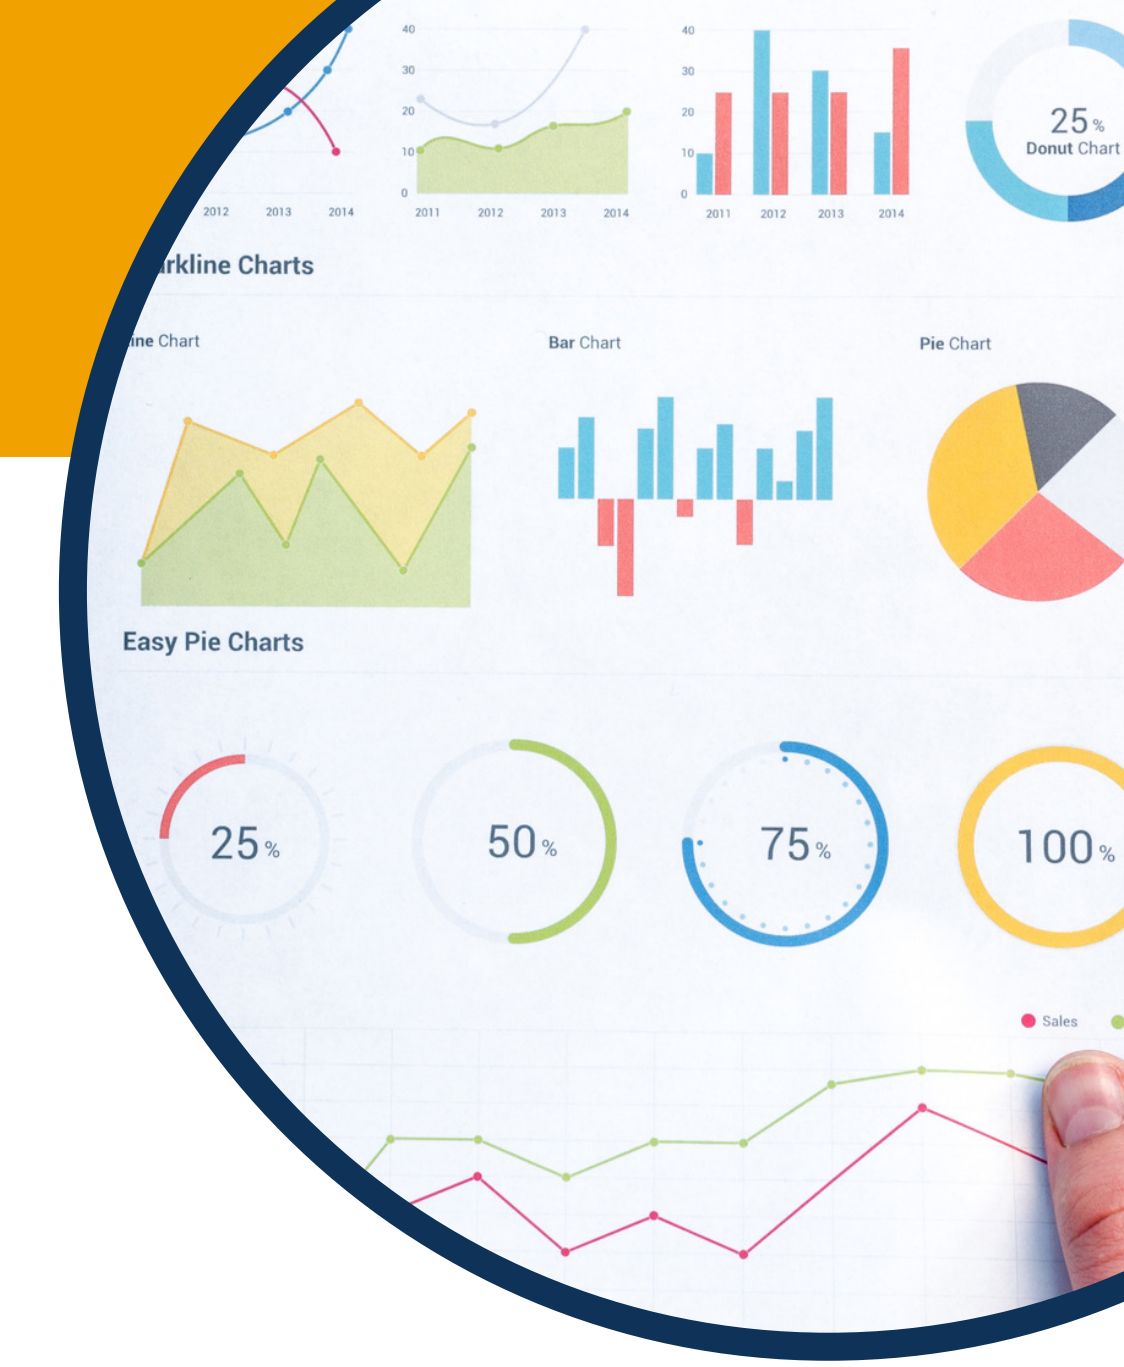 40
30
20
10
0
2012 2013 2014
2011 2012 2013 2014
40
30
20
10
0
2011 2012 2013 2014
25 %
Donut Chart
arkline Charts
ine Chart
Bar Chart
Pie Chart
Easy Pie Charts
25 %
50 %
75 %
100 %
Sales